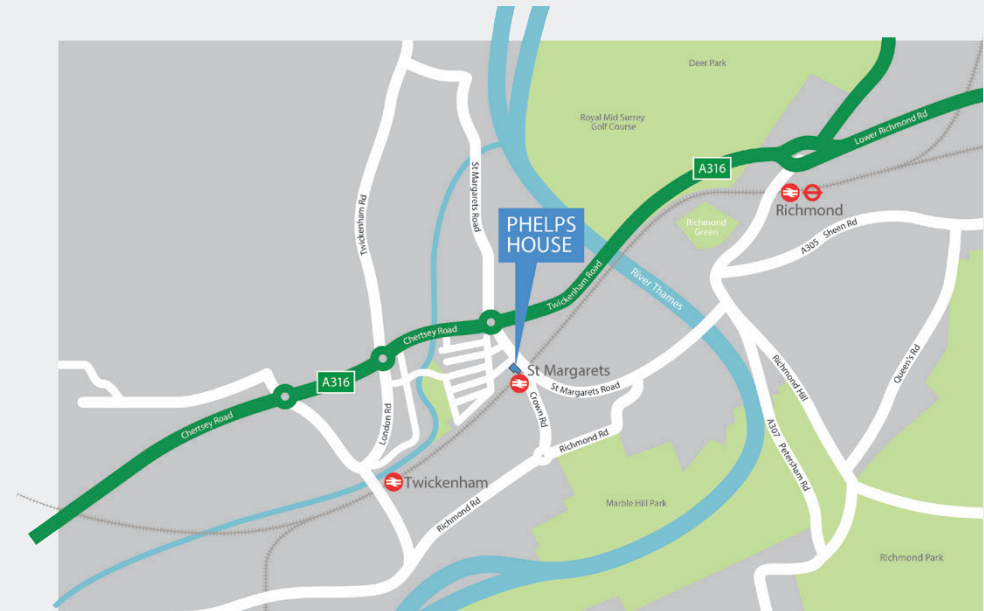 Deer Park
Royal Mid Surrey
Golf Course
Lower Richmond Rd
A316
Richmond
Twickenham Rd
St Margarets Road
PHELPS
HOUSE
Richmond
Green
A305 Sheen Rd
Twickenham Road
River Thames
Chertsey Road
A316
St Margarets
St Margarets Road
Crown Rd
Richmond Hill
Queen's Rd
Chertsey Road
London Rd
Richmond Rd
A307 Petersham Rd
Twickenham
Richmond Rd
Marble Hill Park
Richmond Park